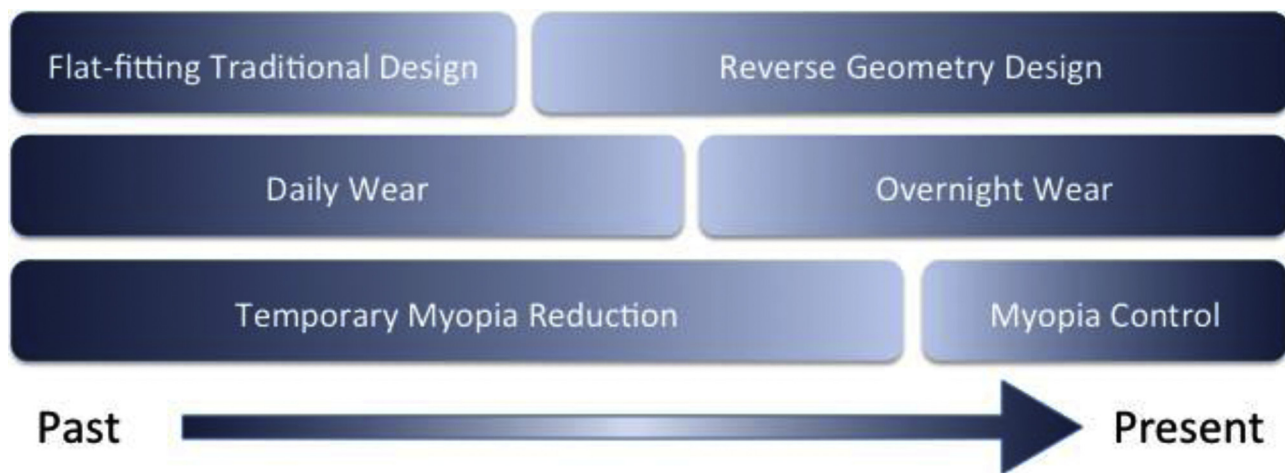 Flat-fitting Traditional Design
Reverse Geometry Design
Daily Wear
Overnight Wear
Temporary Myopia Reduction
Myopia Control
Past
Present